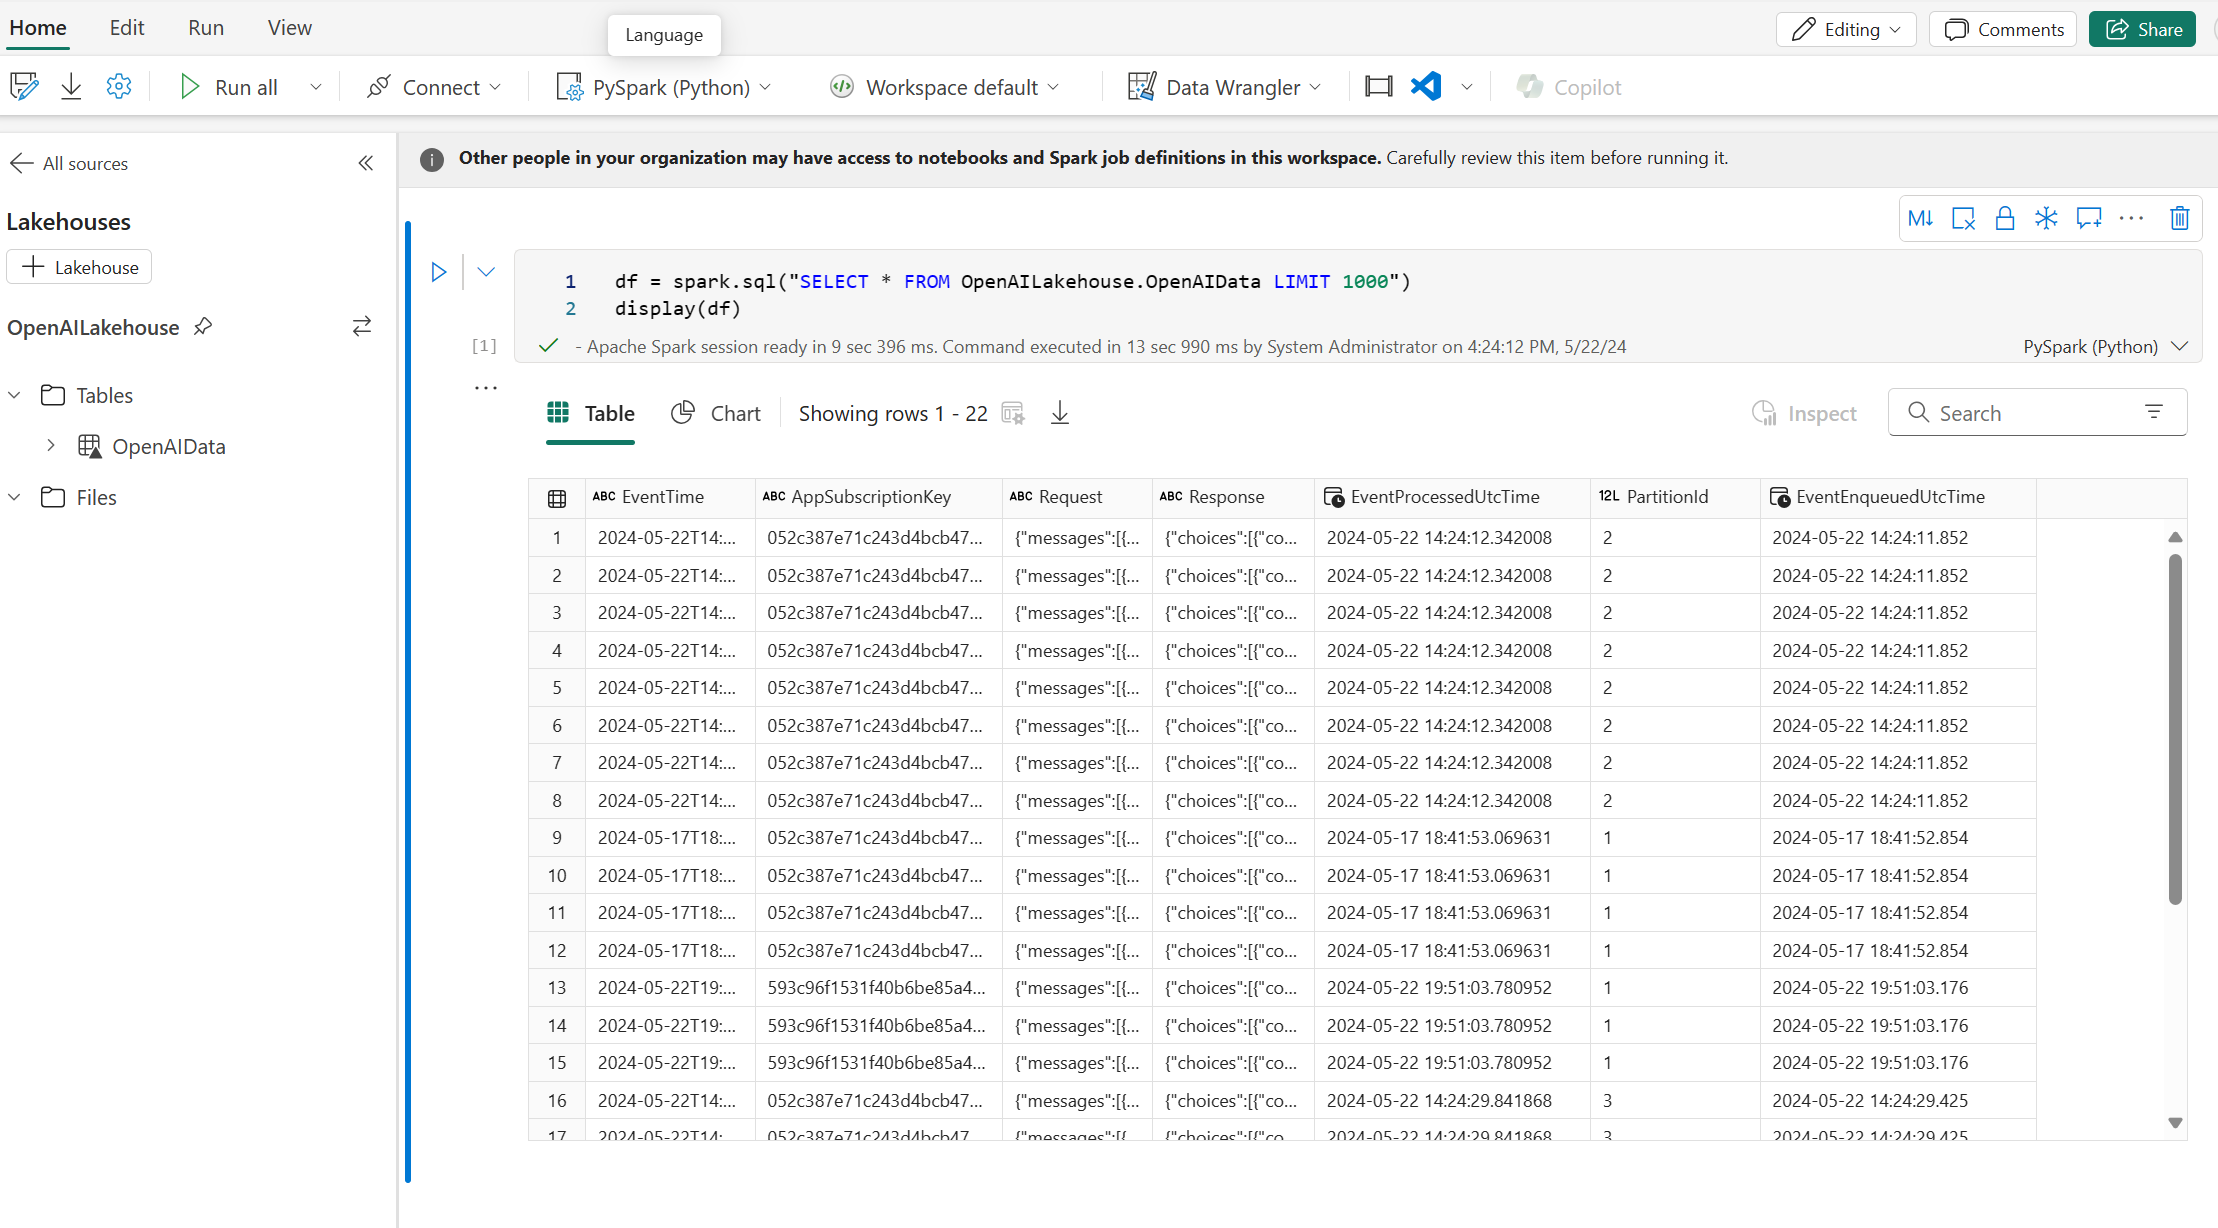 Home Edit Run View
Language
Editing Comments Share
Run all Connect PySpark (Python) Workspace default Data Wrangler Copilot
All sources
Lakehouses
Lakehouse
OpenAILakehouse
Tables
OpenAIData
Files
Other people in your organization may have access to notebooks and Spark job definitions in this workspace. Carefully review this item before running it.
M↓
1 df = spark.sql("SELECT * FROM OpenAILakehouse.OpenAIData LIMIT 1000")
2 display(df)
[1] - Apache Spark session ready in 9 sec 396 ms. Command executed in 13 sec 990 ms by System Administrator on 4:24:12 PM, 5/22/24 PySpark (Python)
Table Chart Showing rows 1 - 22 Inspect Search
ABC EventTime ABC AppSubscriptionKey ABC Request ABC Response EventProcessedUtcTime 12L PartitionId EventEnqueuedUtcTime
1 2024-05-22T14:... 052c387e71c243d4bcb47... {"messages":[{... {"choices":[{"co... 2024-05-22 14:24:12.342008 2 2024-05-22 14:24:11.852
2 2024-05-22T14:... 052c387e71c243d4bcb47... {"messages":[{... {"choices":[{"co... 2024-05-22 14:24:12.342008 2 2024-05-22 14:24:11.852
3 2024-05-22T14:... 052c387e71c243d4bcb47... {"messages":[{... {"choices":[{"co... 2024-05-22 14:24:12.342008 2 2024-05-22 14:24:11.852
4 2024-05-22T14:... 052c387e71c243d4bcb47... {"messages":[{... {"choices":[{"co... 2024-05-22 14:24:12.342008 2 2024-05-22 14:24:11.852
5 2024-05-22T14:... 052c387e71c243d4bcb47... {"messages":[{... {"choices":[{"co... 2024-05-22 14:24:12.342008 2 2024-05-22 14:24:11.852
6 2024-05-22T14:... 052c387e71c243d4bcb47... {"messages":[{... {"choices":[{"co... 2024-05-22 14:24:12.342008 2 2024-05-22 14:24:11.852
7 2024-05-22T14:... 052c387e71c243d4bcb47... {"messages":[{... {"choices":[{"co... 2024-05-22 14:24:12.342008 2 2024-05-22 14:24:11.852
8 2024-05-22T14:... 052c387e71c243d4bcb47... {"messages":[{... {"choices":[{"co... 2024-05-22 14:24:12.342008 2 2024-05-22 14:24:11.852
9 2024-05-17T18:... 052c387e71c243d4bcb47... {"messages":[{... {"choices":[{"co... 2024-05-17 18:41:53.069631 1 2024-05-17 18:41:52.854
10 2024-05-17T18:... 052c387e71c243d4bcb47... {"messages":[{... {"choices":[{"co... 2024-05-17 18:41:53.069631 1 2024-05-17 18:41:52.854
11 2024-05-17T18:... 052c387e71c243d4bcb47... {"messages":[{... {"choices":[{"co... 2024-05-17 18:41:53.069631 1 2024-05-17 18:41:52.854
12 2024-05-17T18:... 052c387e71c243d4bcb47... {"messages":[{... {"choices":[{"co... 2024-05-17 18:41:53.069631 1 2024-05-17 18:41:52.854
13 2024-05-22T19:... 593c96f1531f40b6be85a4... {"messages":[{... {"choices":[{"co... 2024-05-22 19:51:03.780952 1 2024-05-22 19:51:03.176
14 2024-05-22T19:... 593c96f1531f40b6be85a4... {"messages":[{... {"choices":[{"co... 2024-05-22 19:51:03.780952 1 2024-05-22 19:51:03.176
15 2024-05-22T19:... 593c96f1531f40b6be85a4... {"messages":[{... {"choices":[{"co... 2024-05-22 19:51:03.780952 1 2024-05-22 19:51:03.176
16 2024-05-22T14:... 052c387e71c243d4bcb47... {"messages":[{... {"choices":[{"co... 2024-05-22 14:24:29.841868 3 2024-05-22 14:24:29.425
17 2024-05-22T14:... 052c387e71c243d4bcb47... {"messages":[{... {"choices":[{"co... 2024-05-22 14:24:29.841868 3 2024-05-22 14:24:29.425